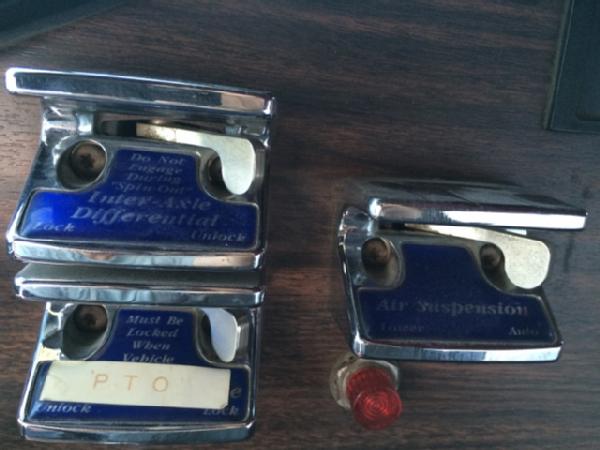 Do Not
Engage
During
"Spin-Out"
Inter-Axle
Differential
Lock Unlock
Air Suspension
Lower Auto
Must Be
Locked
When
Vehicle
PTO
e
Unlock Lock